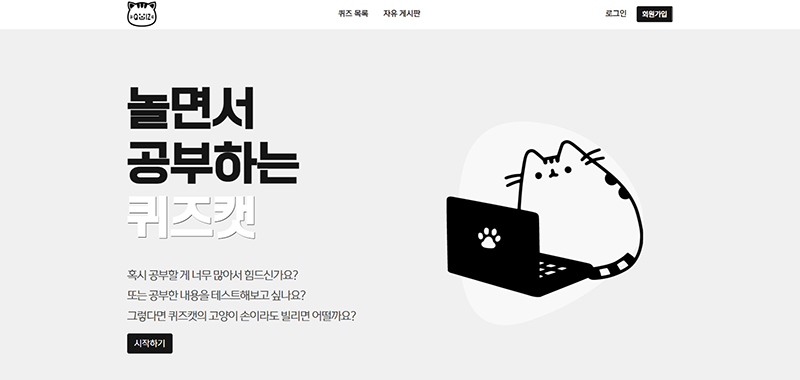 QUIZ
퀴즈 목록
자유 게시판
로그인
회원가입
놀면서
공부하는
퀴즈캣
혹시 공부할 게 너무 많아서 힘드신가요?
또는 공부한 내용을 테스트해보고 싶나요?
그렇다면 퀴즈캣의 고양이 손이라도 빌리면 어떨까요?
시작하기